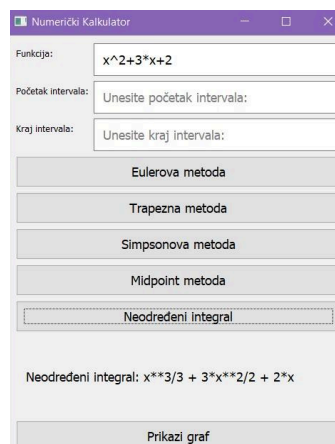 Numerički Kalkulator
Funkcija:
x^2+3*x+2
Početak intervala:
Unesite početak intervala:
Kraj intervala:
Unesite kraj intervala:
Eulerova metoda
Trapezna metoda
Simpsonova metoda
Midpoint metoda
Neodređeni integral
Neodređeni integral: x**3/3 + 3*x**2/2 + 2*x
Prikazi graf